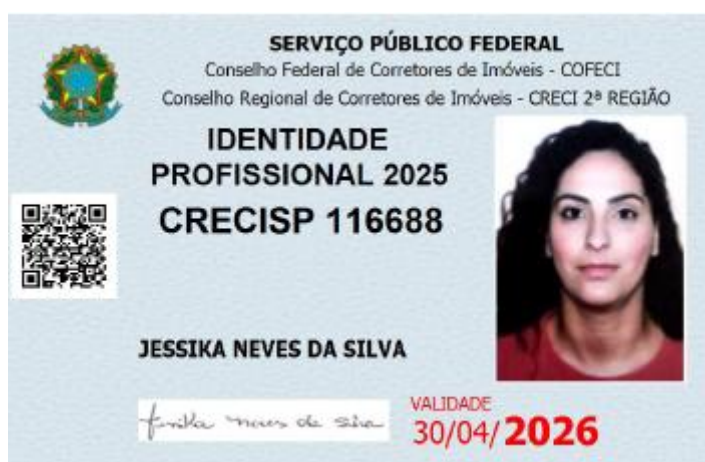 SERVIÇO PÚBLICO FEDERAL
Conselho Federal de Corretores de Imóveis - COFECI
Conselho Regional de Corretores de Imóveis - CRECI 2ª REGIÃO
IDENTIDADE
PROFISSIONAL 2025
CRECISP 116688
JESSIKA NEVES DA SILVA
VALIDADE
30/04/2026